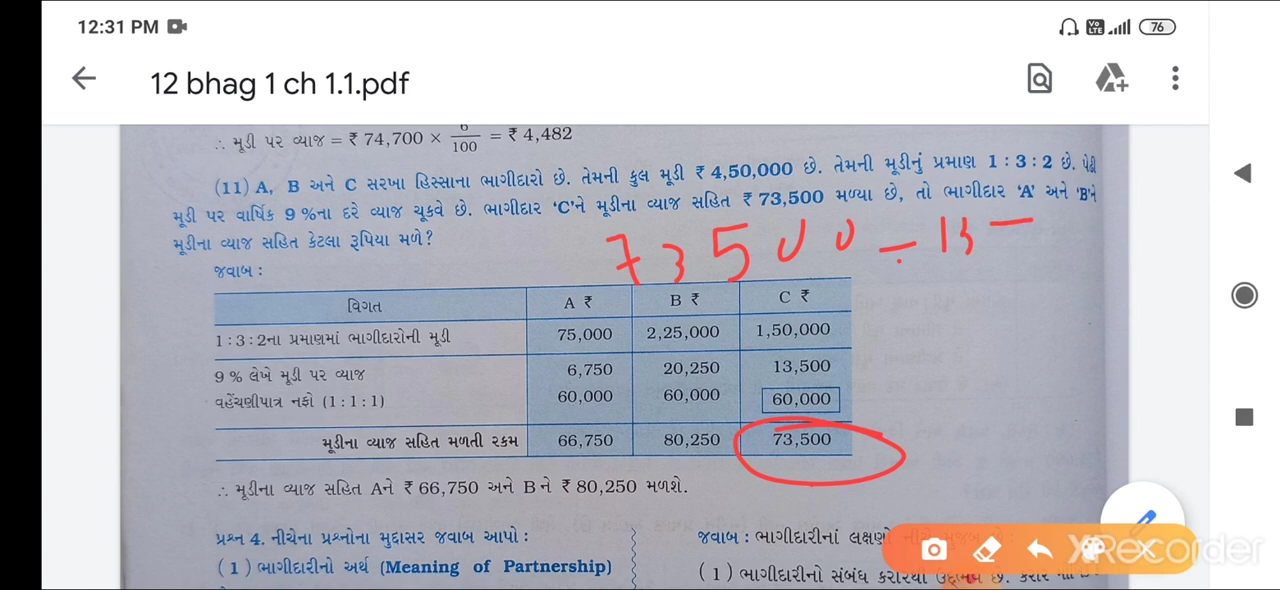 12:31 PM
Vo LTE 76
12 bhag 1 ch 1.1.pdf
∴ મૂડી પર વ્યાજ = ₹ 74,700 × 6/100 = ₹ 4,482
(11) A, B અને C સરખા હિસ્સાના ભાગીદારો છે. તેમની કુલ મૂડી ₹ 4,50,000 છે. તેમની મૂડીનું પ્રમાણ 1 : 3 : 2 છે. પેઢી
મૂડી પર વાર્ષિક 9 %ના દરે વ્યાજ ચૂકવે છે. ભાગીદાર ‘C’ને મૂડીના વ્યાજ સહિત ₹ 73,500 મળ્યા છે, તો ભાગીદાર ‘A’ અને ‘B’ને
મૂડીના વ્યાજ સહિત કેટલા રૂપિયા મળે?
73500 - 13
જવાબ :
વિગત A ₹ B ₹ C ₹
1 : 3 : 2ના પ્રમાણમાં ભાગીદારોની મૂડી 75,000 2,25,000 1,50,000
9 % લેખે મૂડી પર વ્યાજ 6,750 20,250 13,500
વહેંચણીપાત્ર નફો (1 : 1 : 1) 60,000 60,000 60,000
મૂડીના વ્યાજ સહિત મળતી રકમ 66,750 80,250 73,500
∴ મૂડીના વ્યાજ સહિત Aને ₹ 66,750 અને Bને ₹ 80,250 મળશે.
પ્રશ્ન 4. નીચેના પ્રશ્નોના મુદ્દાસર જવાબ આપો :
(1) ભાગીદારીનો અર્થ (Meaning of Partnership)
જવાબ : ભાગીદારીનાં લક્ષણો
(1) ભાગીદારીનો સંબંધ કરારથી ઉદ્ભવે છે.
XRecorder